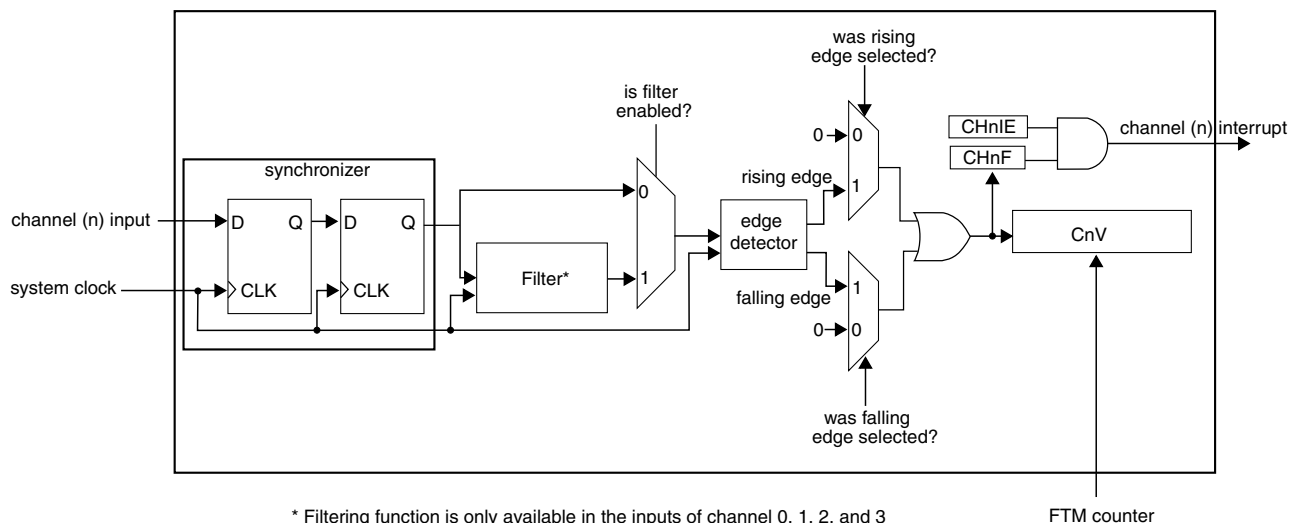 was rising
edge selected?
is filter
enabled?
0
0
CHnIE
channel (n) interrupt
CHnF
synchronizer
rising edge
1
0
channel (n) input
D
Q
D
Q
edge
detector
CnV
Filter*
1
system clock
CLK
CLK
falling edge
1
0
0
was falling
edge selected?
* Filtering function is only available in the inputs of channel 0, 1, 2, and 3
FTM counter